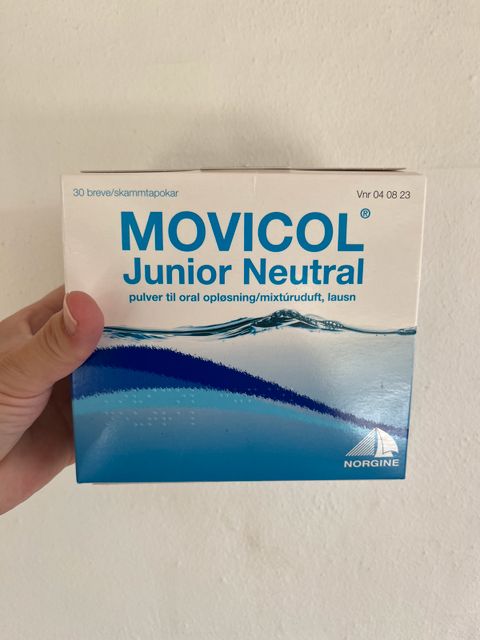 30 breve/skammtapokar
Vnr 04 08 23
MOVICOL®
Junior Neutral
pulver til oral opløsning/mixtúruduft, lausn
NORGINE